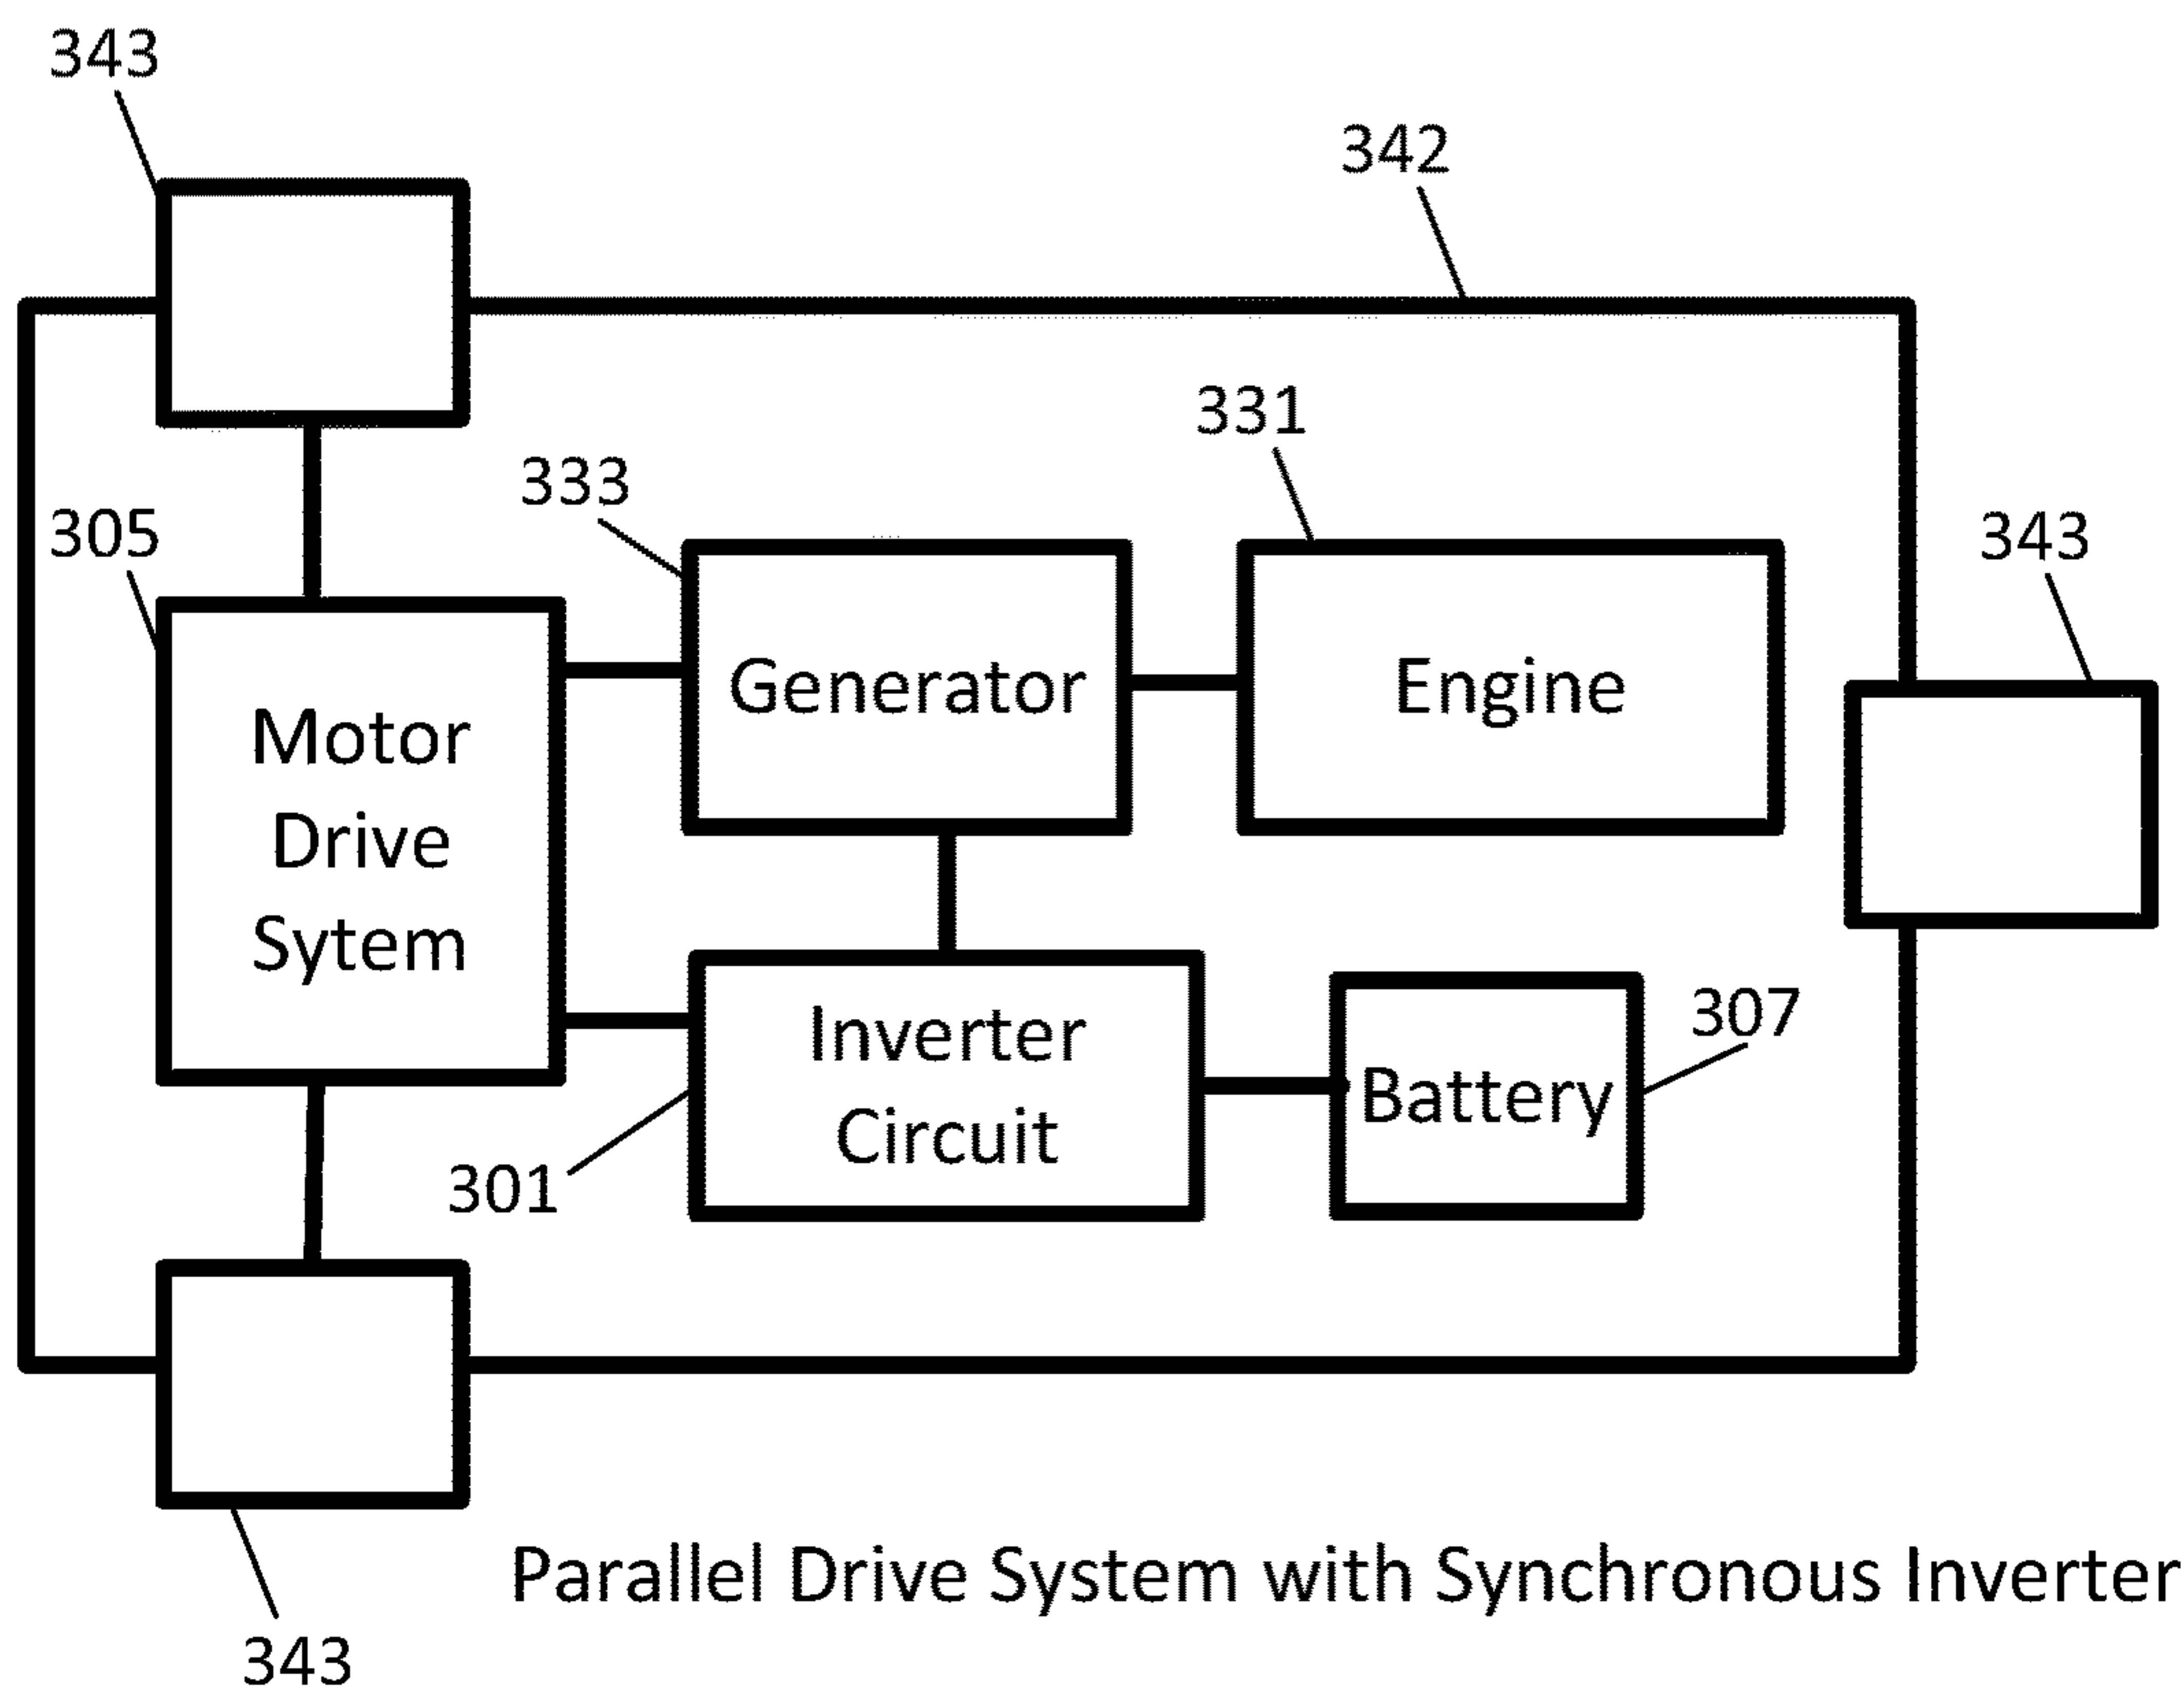 343
342
331
333
305
343
Generator
Engine
Motor
Drive
Sytem
Inverter
Circuit
307
Battery
301
Parallel Drive System with Synchronous Inverter
343